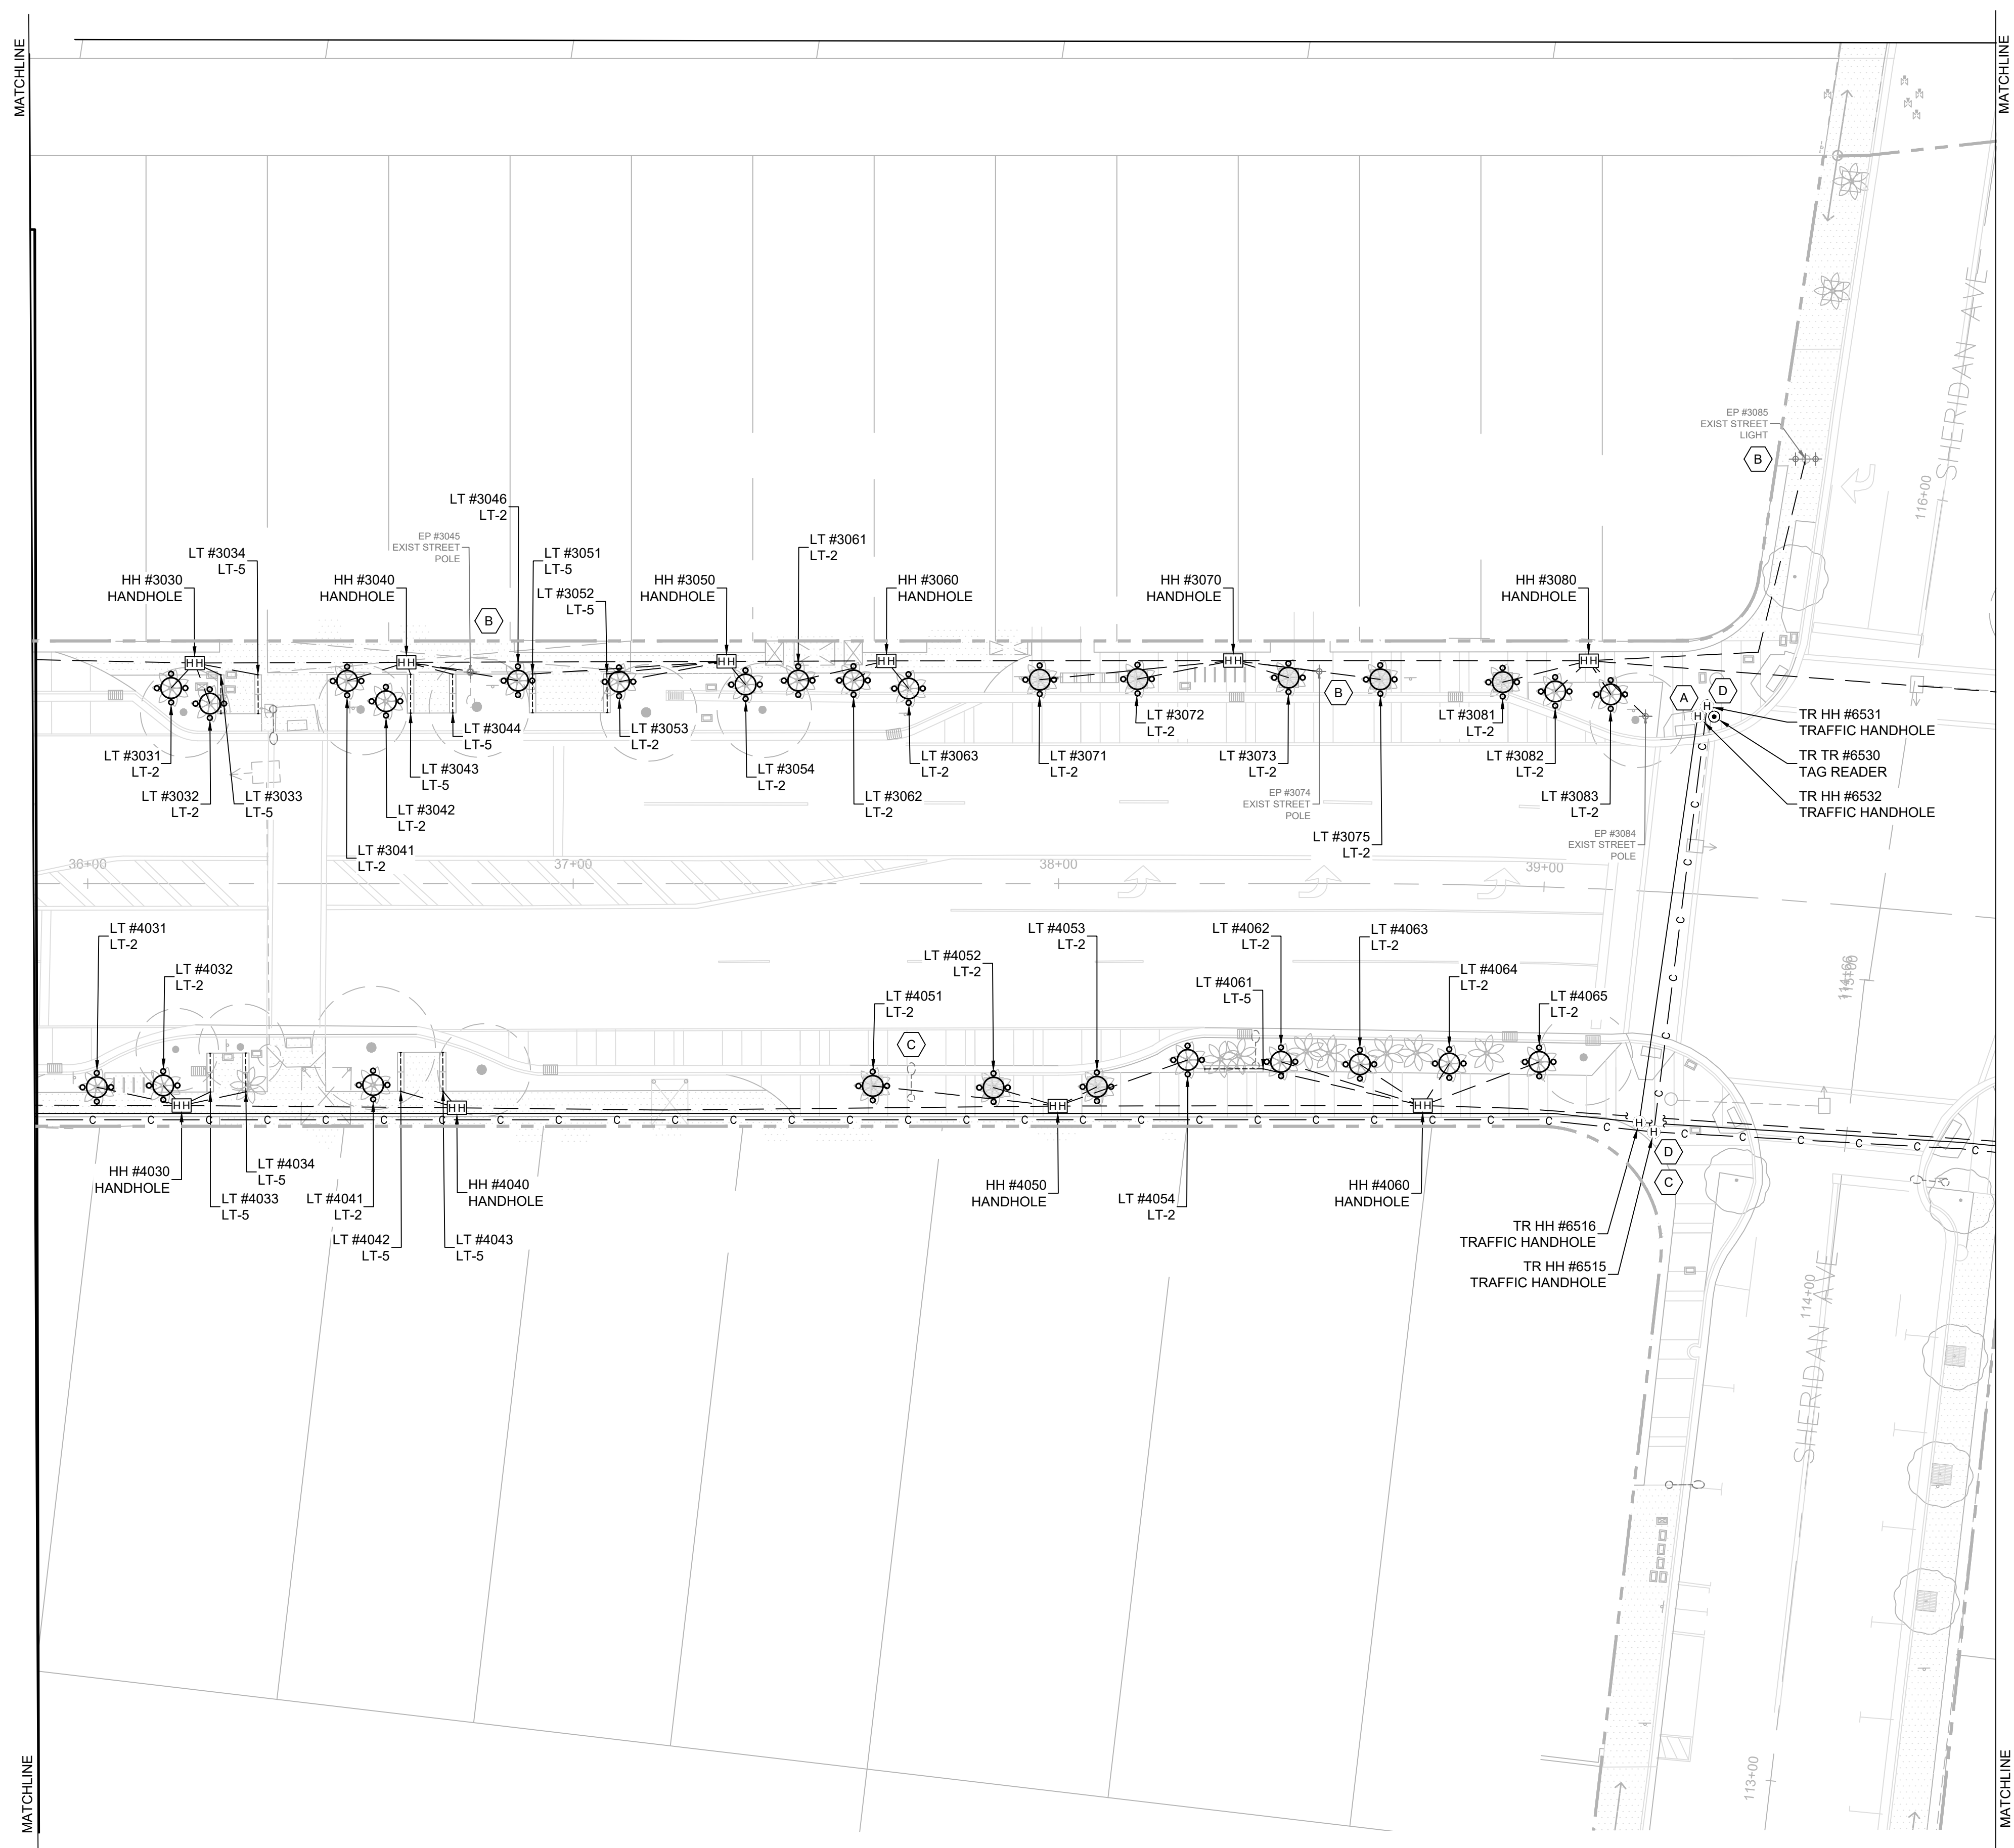 MATCHLINE
MATCHLINE
SHERIDAN AVE
116+00
EP #3085
EXIST STREET
LIGHT
B
LT #3046
LT-2
EP #3045
EXIST STREET
POLE
LT #3034
LT-5
LT #3051
LT-5
LT #3061
LT-2
HH #3030
HANDHOLE
HH #3040
HANDHOLE
LT #3052
LT-5
HH #3050
HANDHOLE
HH #3060
HANDHOLE
HH #3070
HANDHOLE
HH #3080
HANDHOLE
B
HH
HH
HH
HH
HH
HH
B
A
D
H
H
LT #3031
LT-2
LT #3032
LT-2
LT #3033
LT-5
LT #3041
LT-2
LT #3042
LT-2
LT #3043
LT-5
LT #3044
LT-5
LT #3053
LT-2
LT #3054
LT-2
LT #3062
LT-2
LT #3063
LT-2
LT #3071
LT-2
LT #3072
LT-2
LT #3073
LT-2
EP #3074
EXIST STREET
POLE
LT #3075
LT-2
LT #3081
LT-2
LT #3082
LT-2
LT #3083
LT-2
EP #3084
EXIST STREET
POLE
TR HH #6531
TRAFFIC HANDHOLE
TR TR #6530
TAG READER
TR HH #6532
TRAFFIC HANDHOLE
C
C
C
C
C
C
C
36+00
37+00
38+00
39+00
LT #4031
LT-2
LT #4032
LT-2
LT #4051
LT-2
LT #4052
LT-2
LT #4053
LT-2
LT #4061
LT-5
LT #4062
LT-2
LT #4063
LT-2
LT #4064
LT-2
LT #4065
LT-2
C
HH
HH
HH
HH
C C C C C C C C C C C C C C C C C C C C C C C C C C C C C C C C C
H
H
D
C
HH #4030
HANDHOLE
LT #4033
LT-5
LT #4034
LT-5
LT #4041
LT-2
LT #4042
LT-5
LT #4043
LT-5
HH #4040
HANDHOLE
HH #4050
HANDHOLE
LT #4054
LT-2
HH #4060
HANDHOLE
TR HH #6516
TRAFFIC HANDHOLE
TR HH #6515
TRAFFIC HANDHOLE
114+00
SHERIDAN AVE
113+00
MATCHLINE
MATCHLINE